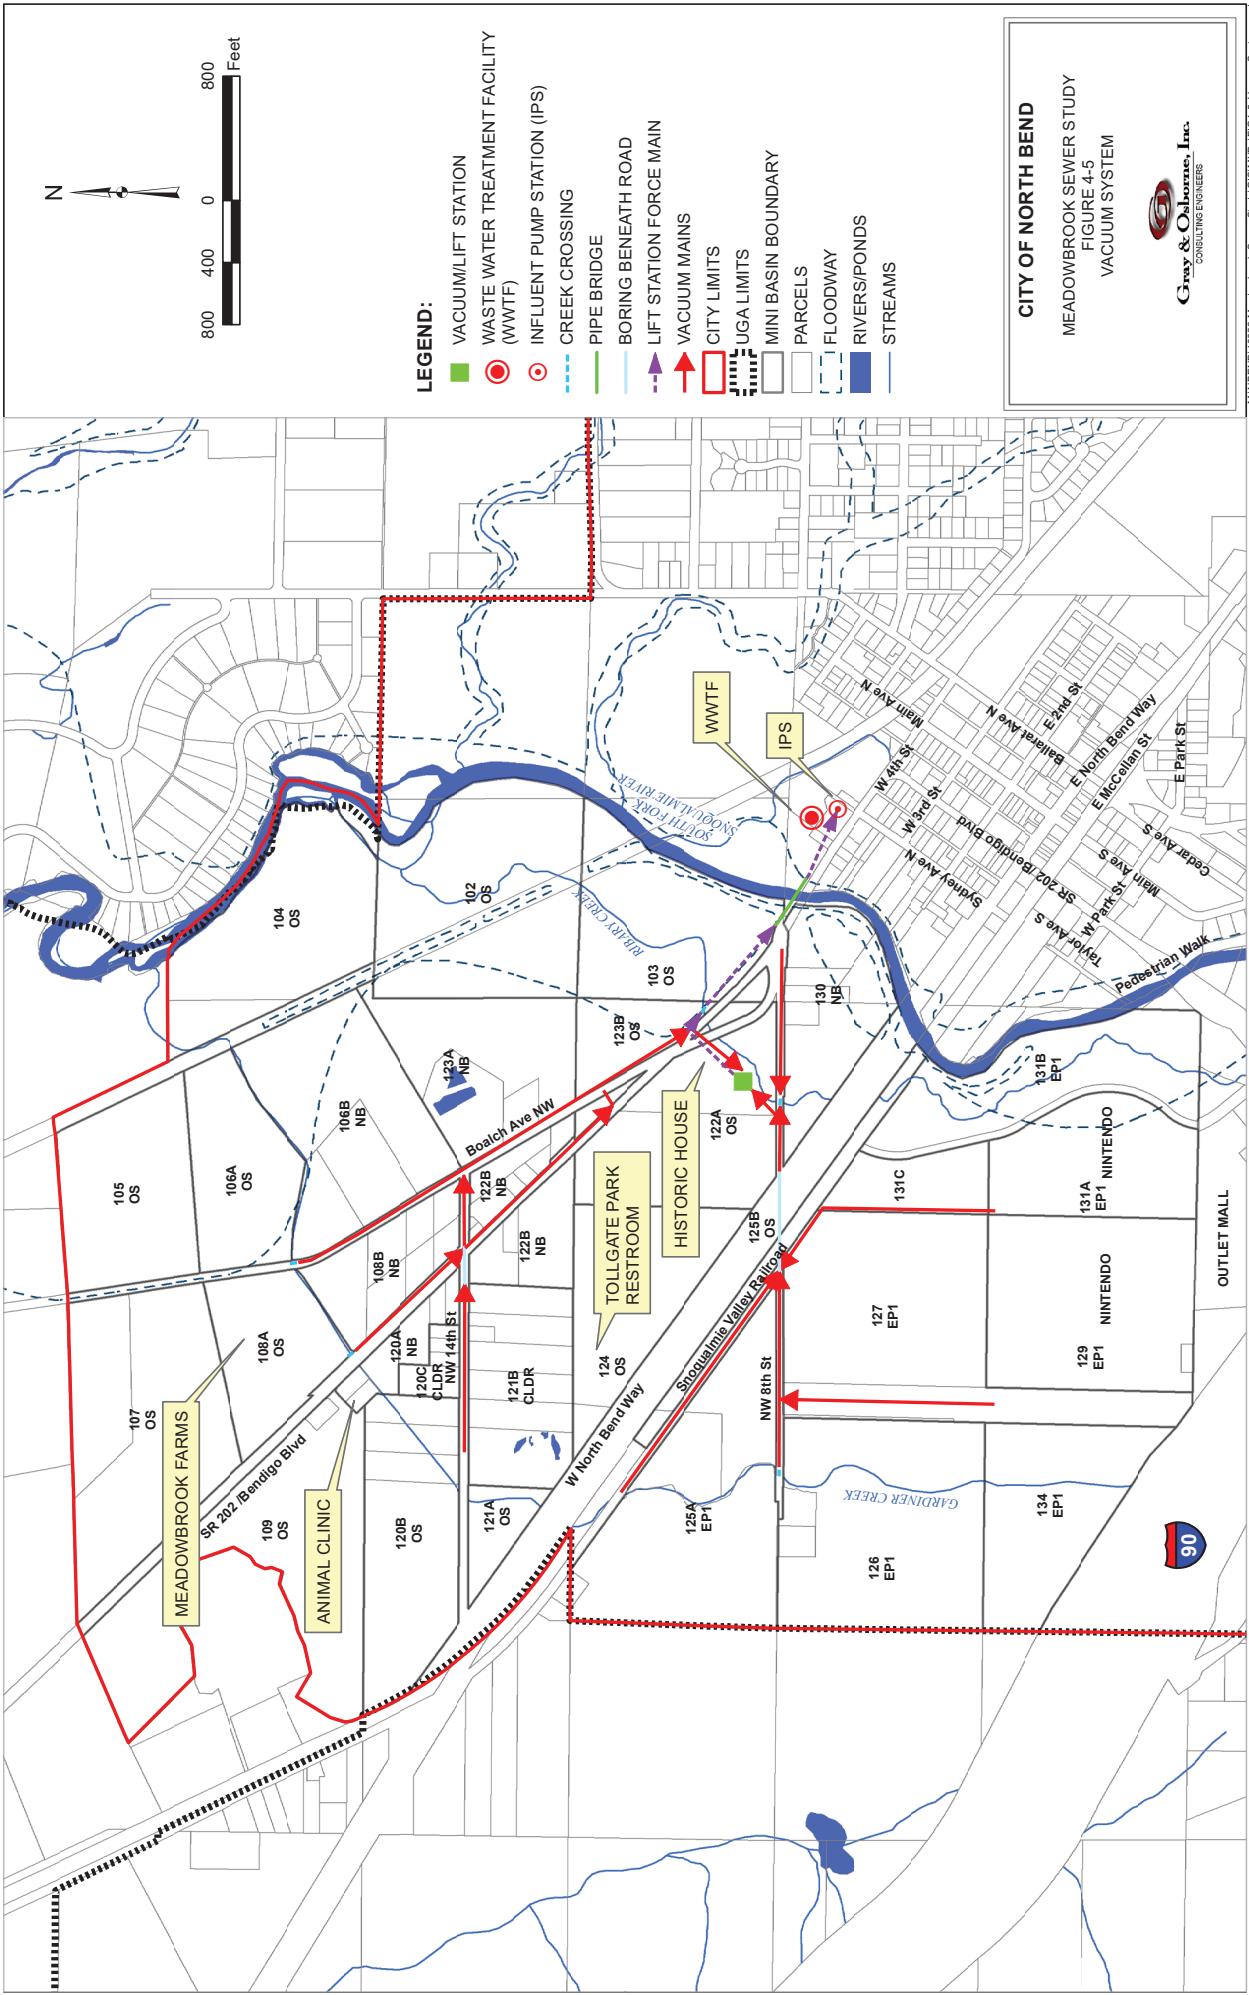 N
800
400
0
800
Feet
LEGEND:
VACUUM/LIFT STATION
WASTE WATER TREATMENT FACILITY
(WWTF)
INFLUENT PUMP STATION (IPS)
CREEK CROSSING
PIPE BRIDGE
BORING BENEATH ROAD
LIFT STATION FORCE MAIN
VACUUM MAINS
CITY LIMITS
UGA LIMITS
MINI BASIN BOUNDARY
PARCELS
FLOODWAY
RIVERS/PONDS
STREAMS
CITY OF NORTH BEND
MEADOWBROOK SEWER STUDY
FIGURE 4-5
VACUUM SYSTEM
Gray & Osborne, Inc.
CONSULTING ENGINEERS
MEADOWBROOK FARMS
ANIMAL CLINIC
TOLLGATE PARK
RESTROOM
HISTORIC HOUSE
WWTF
IPS
107
OS
105
OS
108A
OS
106A
OS
109
OS
104
OS
106B
NB
108B
NB
120A
NB
120C
CLDR
120B
OS
123A
NB
102
OS
122B
NB
121A
OS
121B
CLDR
122B
NB
124
OS
123B
OS
103
OS
122A
OS
125A
EP1
125B
OS
130
NB
126
EP1
127
EP1
131C
134
EP1
129
EP1
NINTENDO
131A
EP1
NINTENDO
131B
EP1
OUTLET MALL
90
SR 202 /Bendigo Blvd
Boalch Ave NW
NW 14th St
W North Bend Way
Snoqualmie Valley Railroad
NW 8th St
GARDINER CREEK
RIBARY CREEK
SOUTH FORK
SNOQUALMIE RIVER
Main Ave N
W 4th St
W 3rd St
Sydney Ave N
SR 202 /Bendigo Blvd
Ballarat Ave N
E 2nd St
E North Bend Way
E McCellan St
E Park St
Taylor Ave S
W Park St
Main Ave S
Cedar Ave S
Pedestrian Walk